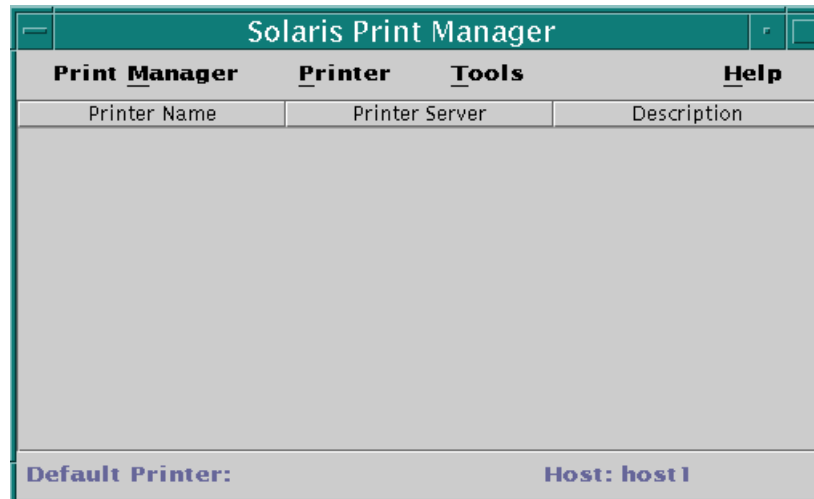 Solaris Print Manager
Print Manager Printer Tools Help
Printer Name Printer Server Description
Default Printer: Host: host1